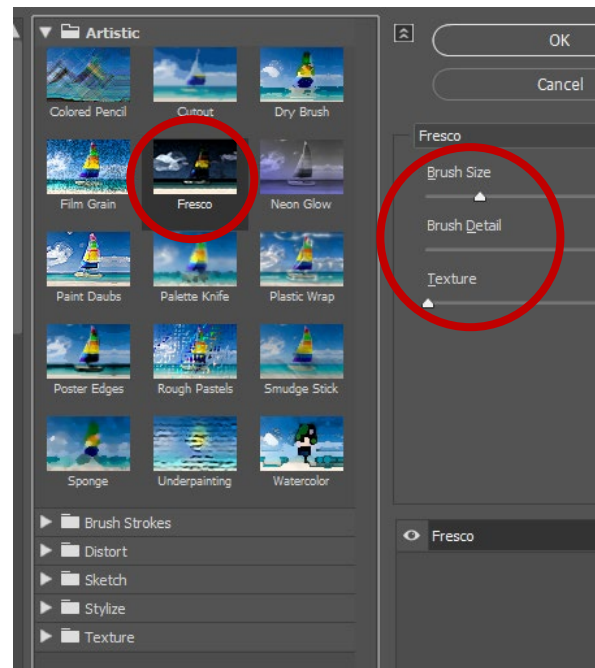 Artistic
Colored Pencil
Cutout
Dry Brush
Film Grain
Fresco
Neon Glow
Paint Daubs
Palette Knife
Plastic Wrap
Poster Edges
Rough Pastels
Smudge Stick
Sponge
Underpainting
Watercolor
Brush Strokes
Distort
Sketch
Stylize
Texture
OK
Cancel
Fresco
Brush Size
Brush Detail
Texture
Fresco